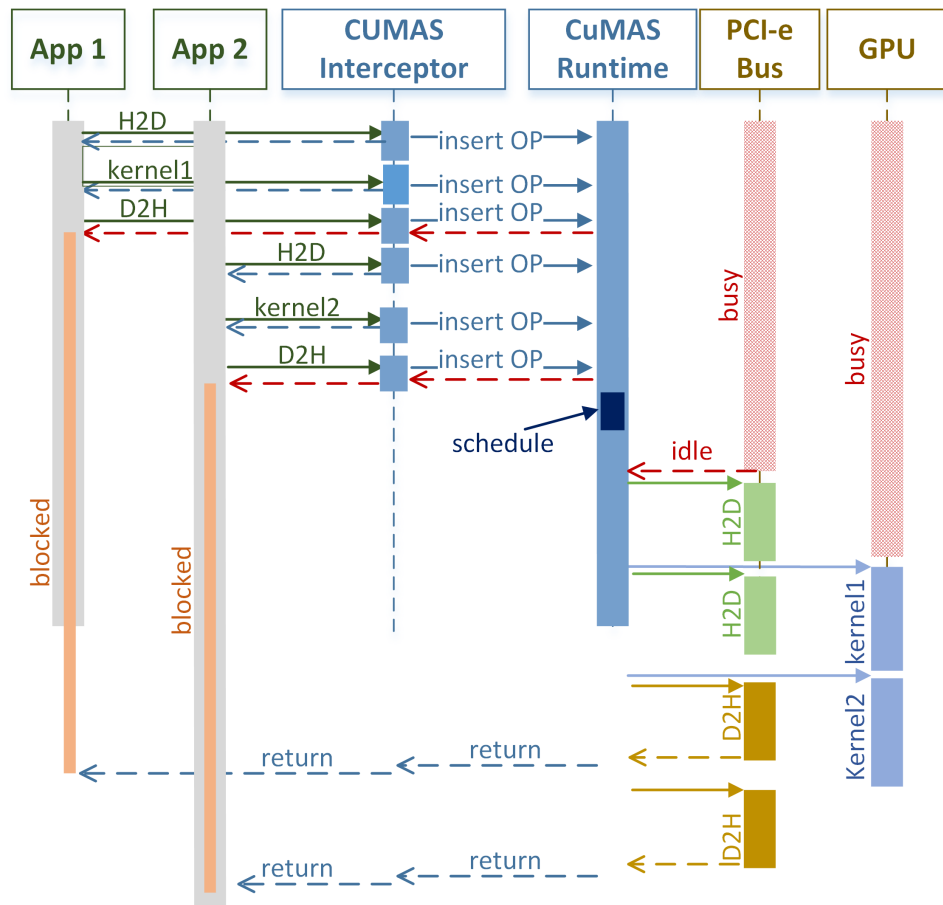 App 1
App 2
CUMAS
Interceptor
CuMAS
Runtime
PCI-e
Bus
GPU
H2D
insert OP
kernel1
insert OP
D2H
insert OP
H2D
insert OP
kernel2
insert OP
D2H
insert OP
busy
busy
schedule
idle
blocked
blocked
H2D
H2D
kernel1
D2H
Kernel2
return
return
D2H
return
return